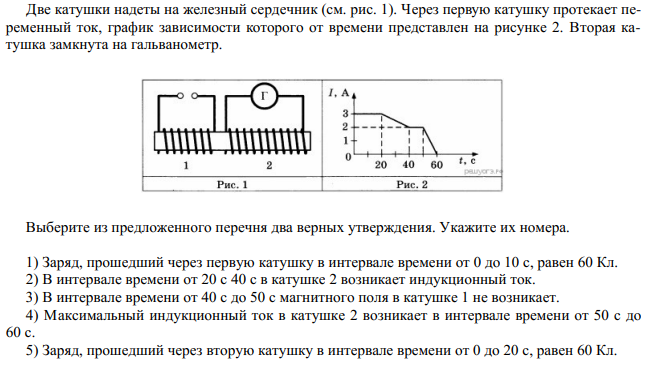 Две катушки надеты на железный сердечник (см. рис. 1). Через первую катушку протекает пе-
ременный ток, график зависимости которого от времени представлен на рисунке 2. Вторая ка-
тушка замкнута на гальванометр.
Г
1 2
Рис. 1
I, А
3
2
1
0
20 40 60 t, с
Рис. 2
Выберите из предложенного перечня два верных утверждения. Укажите их номера.
1) Заряд, прошедший через первую катушку в интервале времени от 0 до 10 с, равен 60 Кл.
2) В интервале времени от 20 с 40 с в катушке 2 возникает индукционный ток.
3) В интервале времени от 40 с до 50 с магнитного поля в катушке 1 не возникает.
4) Максимальный индукционный ток в катушке 2 возникает в интервале времени от 50 с до
60 с.
5) Заряд, прошедший через вторую катушку в интервале времени от 0 до 20 с, равен 60 Кл.